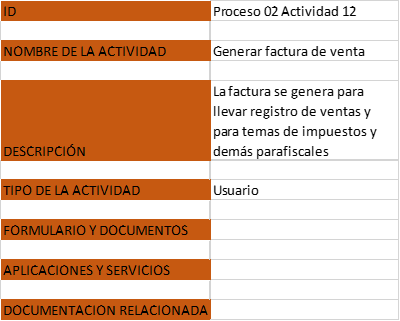 ID Proceso 02 Actividad 12
NOMBRE DE LA ACTIVIDAD Generar factura de venta
La factura se genera para
llevar registro de ventas y
para temas de impuestos y
DESCRIPCIÓN demás parafiscales
TIPO DE LA ACTIVIDAD Usuario
FORMULARIO Y DOCUMENTOS
APLICACIONES Y SERVICIOS
DOCUMENTACION RELACIONADA